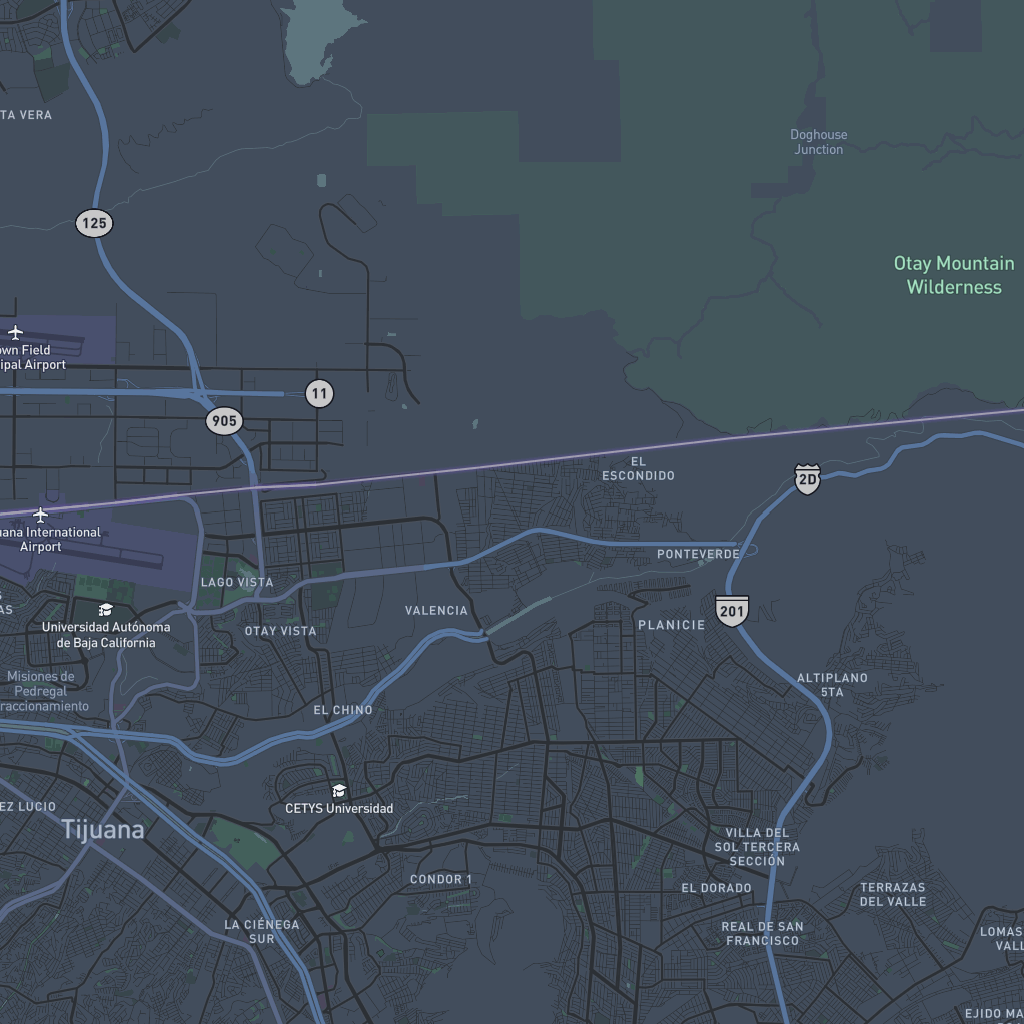 TA VERA
Doghouse
Junction
125
Otay Mountain
Wilderness
own Field
ipal Airport
11
905
EL
ESCONDIDO
2D
uana International
Airport
PONTEVERDE
LAGO VISTA
AS
VALENCIA
201
Universidad Autónoma
de Baja California
OTAY VISTA
PLANICIE
Misiones de
Pedregal
raccionamiento
ALTIPLANO
5TA
EL CHINO
CETYS Universidad
EZ LUCIO
Tijuana
VILLA DEL
SOL TERCERA
SECCIÓN
CONDOR 1
EL DORADO
TERRAZAS
DEL VALLE
LA CIÉNEGA
SUR
REAL DE SAN
FRANCISCO
LOMAS
VALL
EJIDO MA